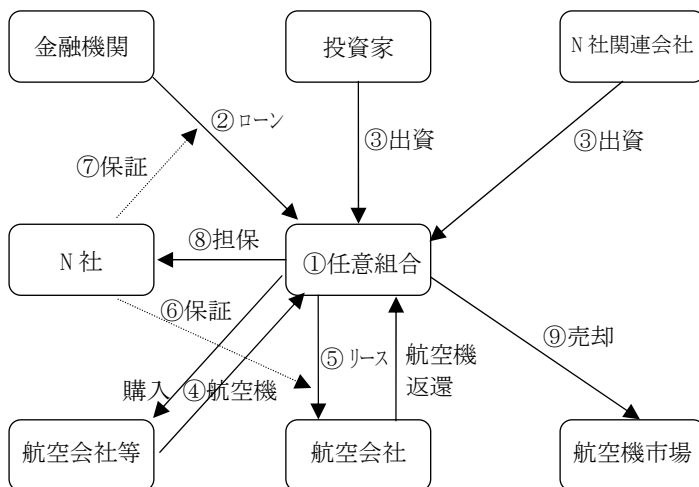 金融機関
投資家
N社関連会社
②ローン
③出資
③出資
⑦保証
N社
⑧担保
①任意組合
⑥保証
⑤リース
航空機
返還
⑨売却
購入
④航空機
航空会社等
航空会社
航空機市場